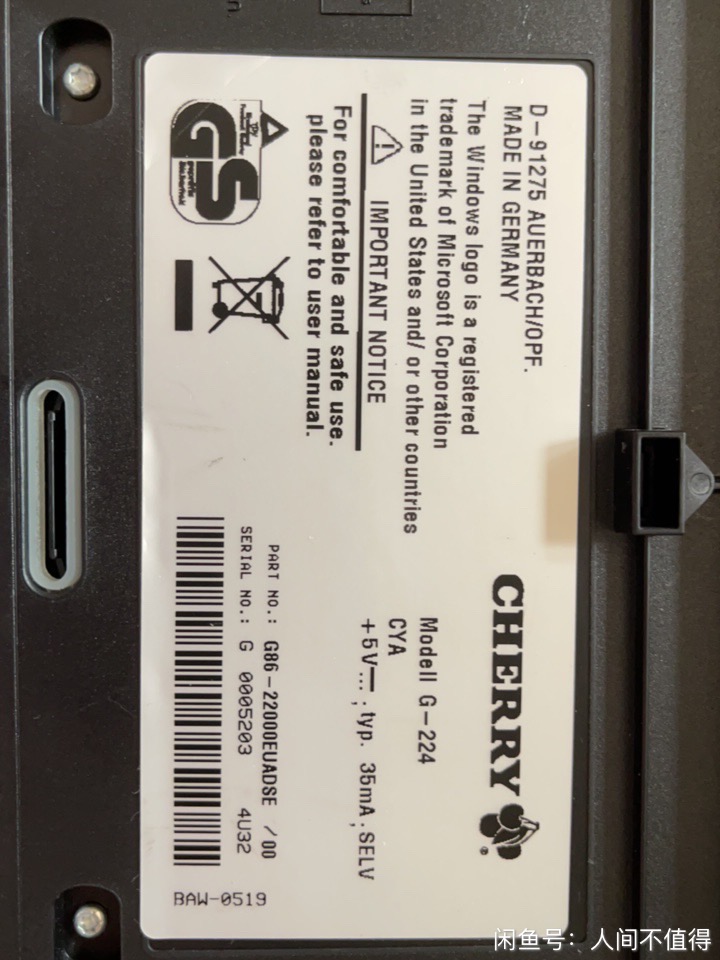 D-91275 AUERBACH/OPF.
MADE IN GERMANY
The Windows logo is a registered
trademark of Microsoft Corporation
in the United States and/or other countries
IMPORTANT NOTICE
For comfortable and safe use.
please refer to user manual.
GS
geprüfte
Sicherheit
CHERRY
Modell G-224
CYA
+5V⎓; typ. 35mA; SELV
PART NO.: G86-22000EUADSE /00
SERIAL NO.: G 0005203 4U32
BAW-0519
闲鱼号：人间不值得